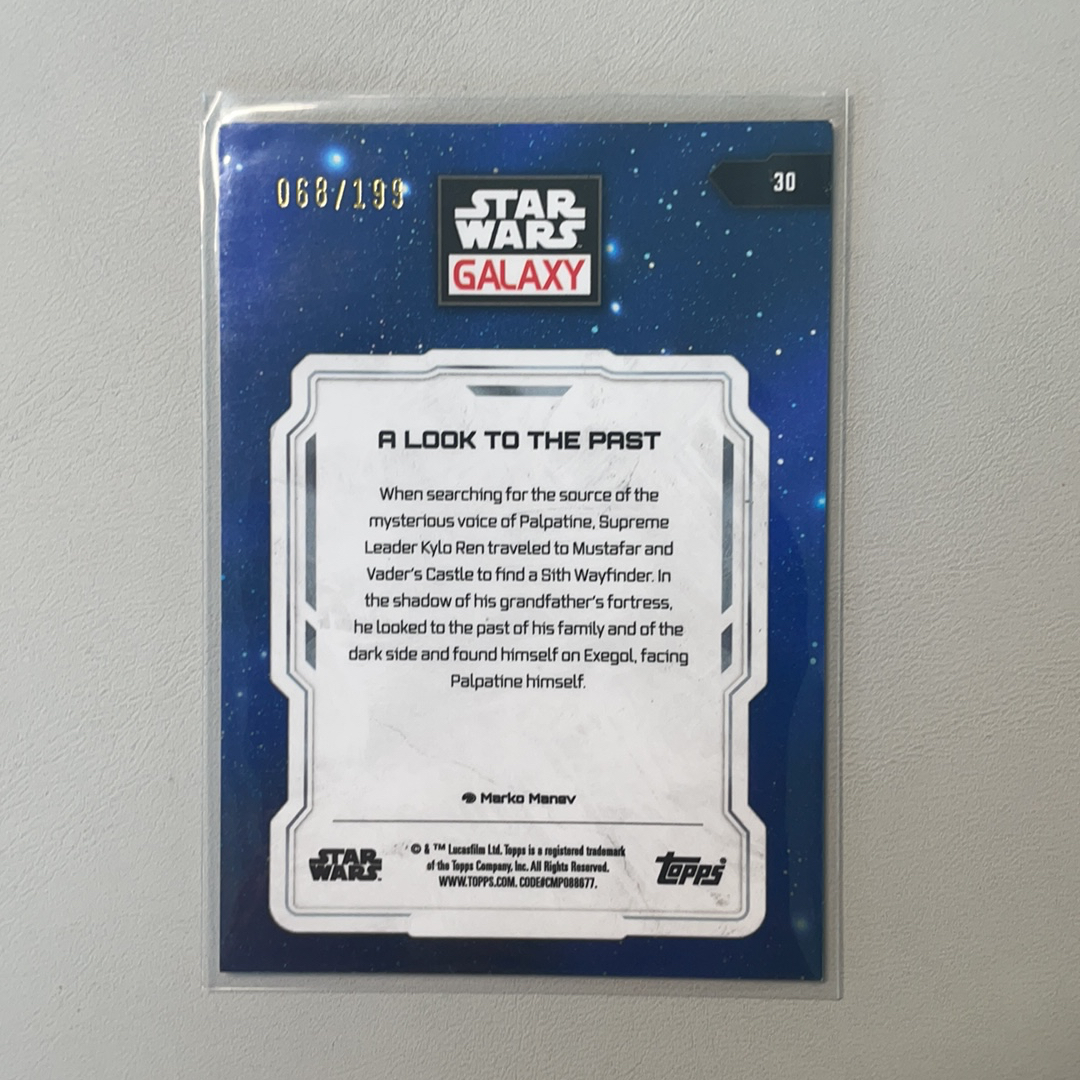 068/199
30
STAR
WARS
GALAXY
A LOOK TO THE PAST
When searching for the source of the
mysterious voice of Palpatine, Supreme
Leader Kylo Ren traveled to Mustafar and
Vader's Castle to find a Sith Wayfinder. In
the shadow of his grandfather's fortress,
he looked to the past of his family and of the
dark side and found himself on Exegol, facing
Palpatine himself.
Marko Manev
© & ™ Lucasfilm Ltd. Topps is a registered trademark
of the Topps Company, Inc. All Rights Reserved.
WWW.TOPPS.COM. CODE#CMP088677.
STAR
WARS
topps